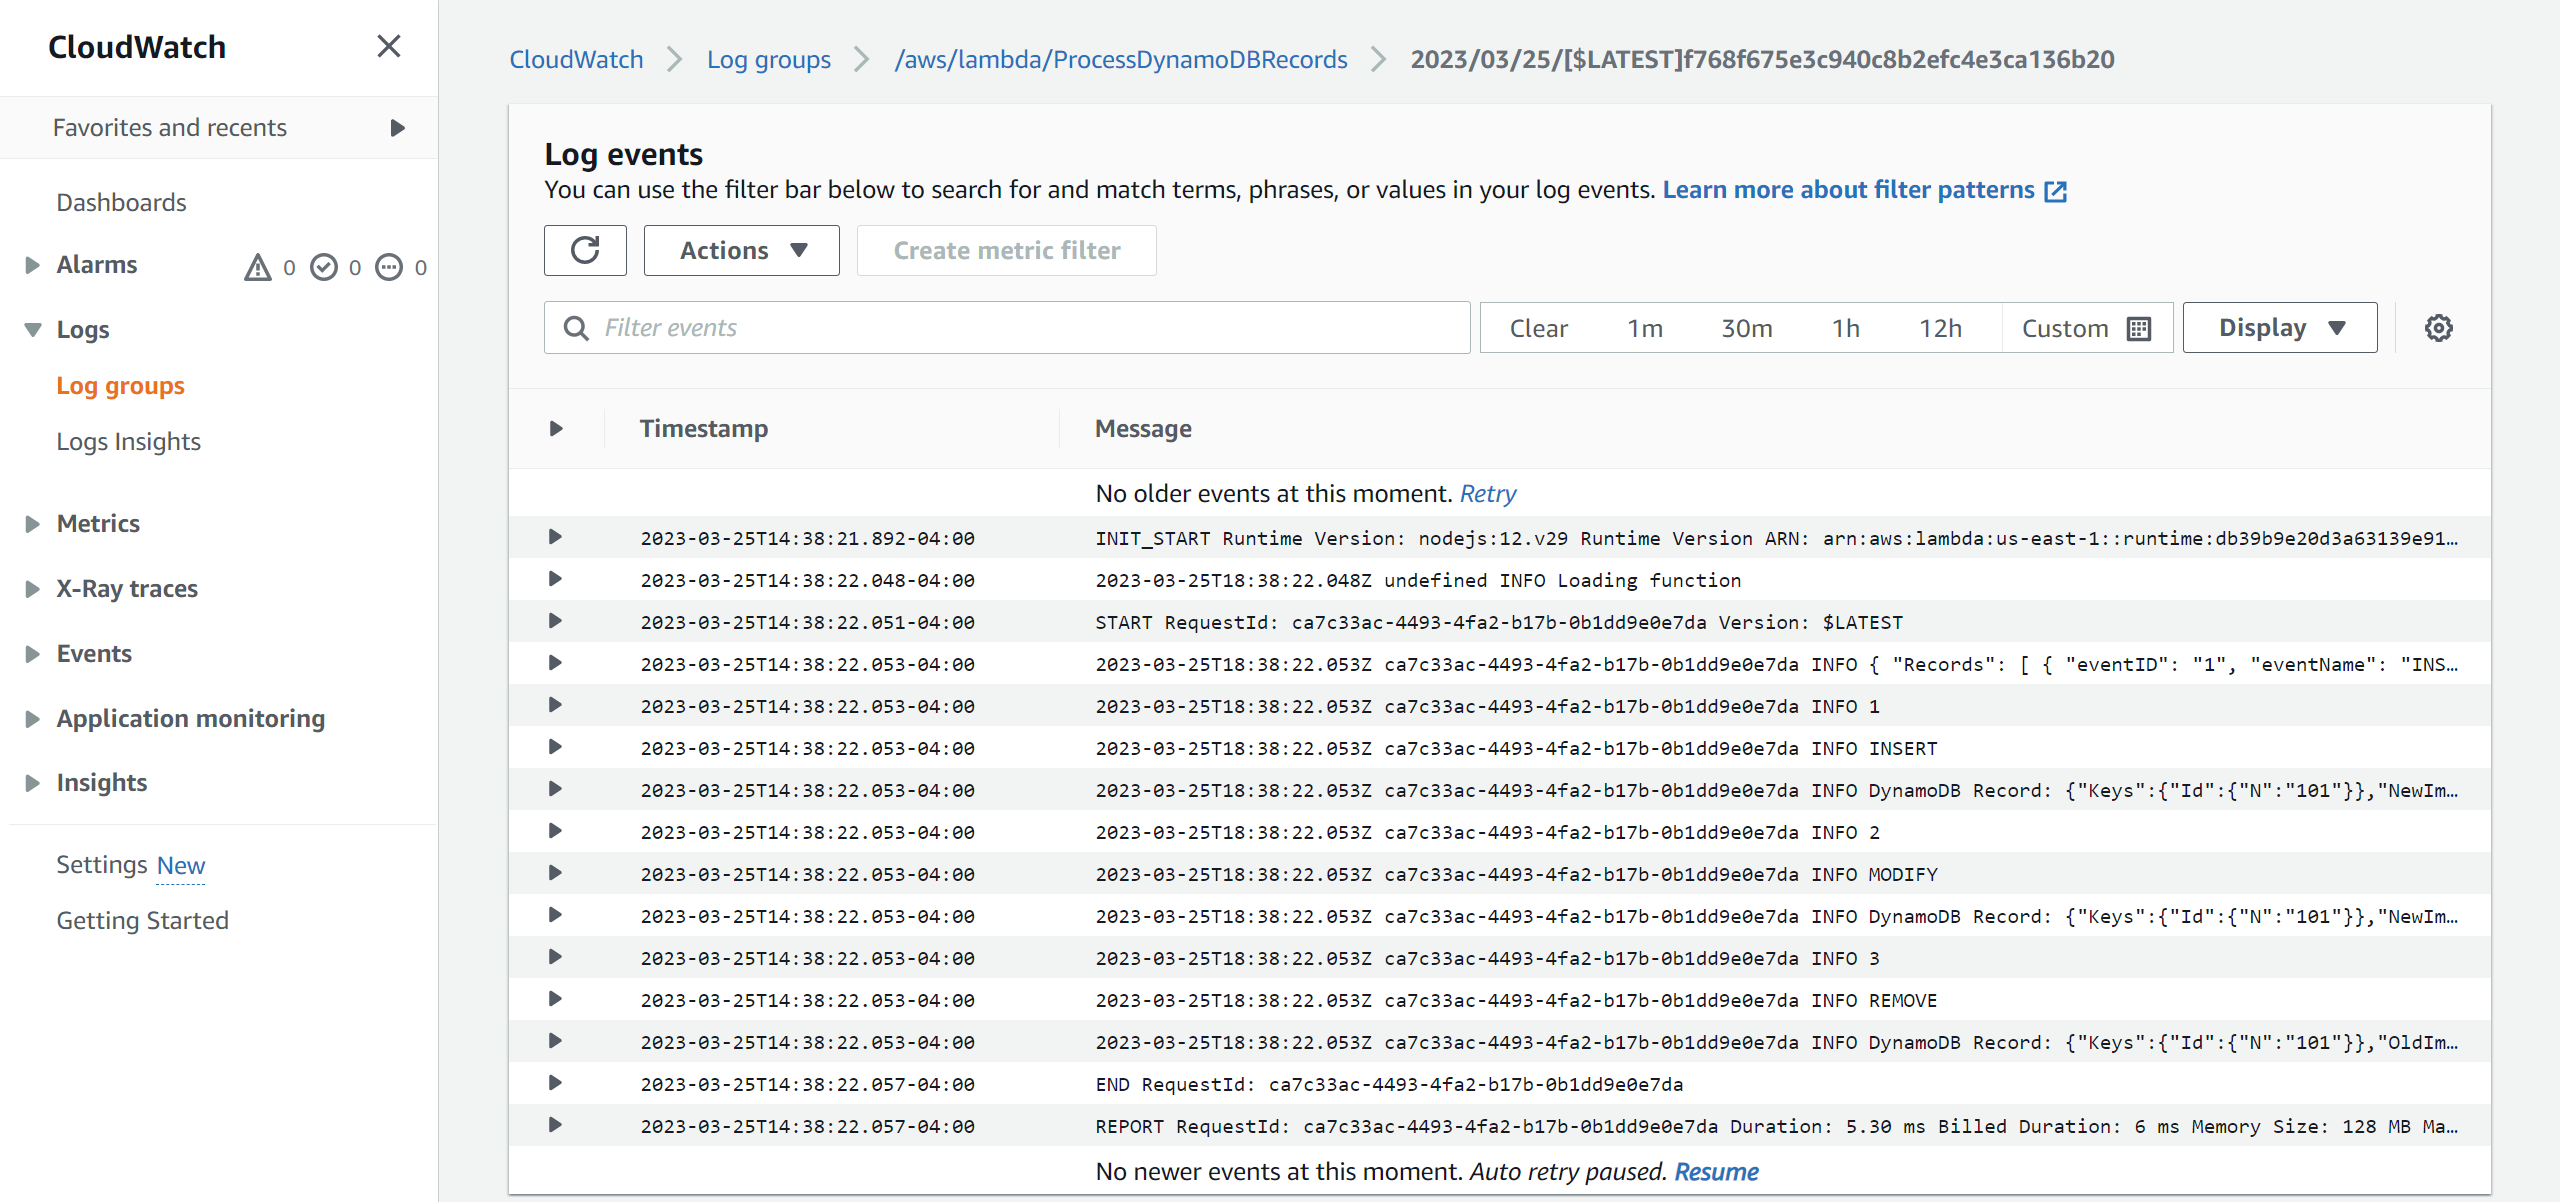 CloudWatch
Favorites and recents
Dashboards
Alarms 0 0 0
Logs
Log groups
Logs Insights
Metrics
X-Ray traces
Events
Application monitoring
Insights
Settings New
Getting Started
CloudWatch > Log groups > /aws/lambda/ProcessDynamoDBRecords > 2023/03/25/[$LATEST]f768f675e3c940c8b2efc4e3ca136b20
Log events
You can use the filter bar below to search for and match terms, phrases, or values in your log events. Learn more about filter patterns
Actions Create metric filter
Filter events Clear 1m 30m 1h 12h Custom Display
Timestamp Message
No older events at this moment. Retry
2023-03-25T14:38:21.892-04:00 INIT_START Runtime Version: nodejs:12.v29 Runtime Version ARN: arn:aws:lambda:us-east-1::runtime:db39b9e20d3a63139e91…
2023-03-25T14:38:22.048-04:00 2023-03-25T18:38:22.048Z undefined INFO Loading function
2023-03-25T14:38:22.051-04:00 START RequestId: ca7c33ac-4493-4fa2-b17b-0b1dd9e0e7da Version: $LATEST
2023-03-25T14:38:22.053-04:00 2023-03-25T18:38:22.053Z ca7c33ac-4493-4fa2-b17b-0b1dd9e0e7da INFO { "Records": [ { "eventID": "1", "eventName": "INS…
2023-03-25T14:38:22.053-04:00 2023-03-25T18:38:22.053Z ca7c33ac-4493-4fa2-b17b-0b1dd9e0e7da INFO 1
2023-03-25T14:38:22.053-04:00 2023-03-25T18:38:22.053Z ca7c33ac-4493-4fa2-b17b-0b1dd9e0e7da INFO INSERT
2023-03-25T14:38:22.053-04:00 2023-03-25T18:38:22.053Z ca7c33ac-4493-4fa2-b17b-0b1dd9e0e7da INFO DynamoDB Record: {"Keys":{"Id":{"N":"101"}},"NewIm…
2023-03-25T14:38:22.053-04:00 2023-03-25T18:38:22.053Z ca7c33ac-4493-4fa2-b17b-0b1dd9e0e7da INFO 2
2023-03-25T14:38:22.053-04:00 2023-03-25T18:38:22.053Z ca7c33ac-4493-4fa2-b17b-0b1dd9e0e7da INFO MODIFY
2023-03-25T14:38:22.053-04:00 2023-03-25T18:38:22.053Z ca7c33ac-4493-4fa2-b17b-0b1dd9e0e7da INFO DynamoDB Record: {"Keys":{"Id":{"N":"101"}},"NewIm…
2023-03-25T14:38:22.053-04:00 2023-03-25T18:38:22.053Z ca7c33ac-4493-4fa2-b17b-0b1dd9e0e7da INFO 3
2023-03-25T14:38:22.053-04:00 2023-03-25T18:38:22.053Z ca7c33ac-4493-4fa2-b17b-0b1dd9e0e7da INFO REMOVE
2023-03-25T14:38:22.053-04:00 2023-03-25T18:38:22.053Z ca7c33ac-4493-4fa2-b17b-0b1dd9e0e7da INFO DynamoDB Record: {"Keys":{"Id":{"N":"101"}},"OldIm…
2023-03-25T14:38:22.057-04:00 END RequestId: ca7c33ac-4493-4fa2-b17b-0b1dd9e0e7da
2023-03-25T14:38:22.057-04:00 REPORT RequestId: ca7c33ac-4493-4fa2-b17b-0b1dd9e0e7da Duration: 5.30 ms Billed Duration: 6 ms Memory Size: 128 MB Ma…
No newer events at this moment. Auto retry paused. Resume